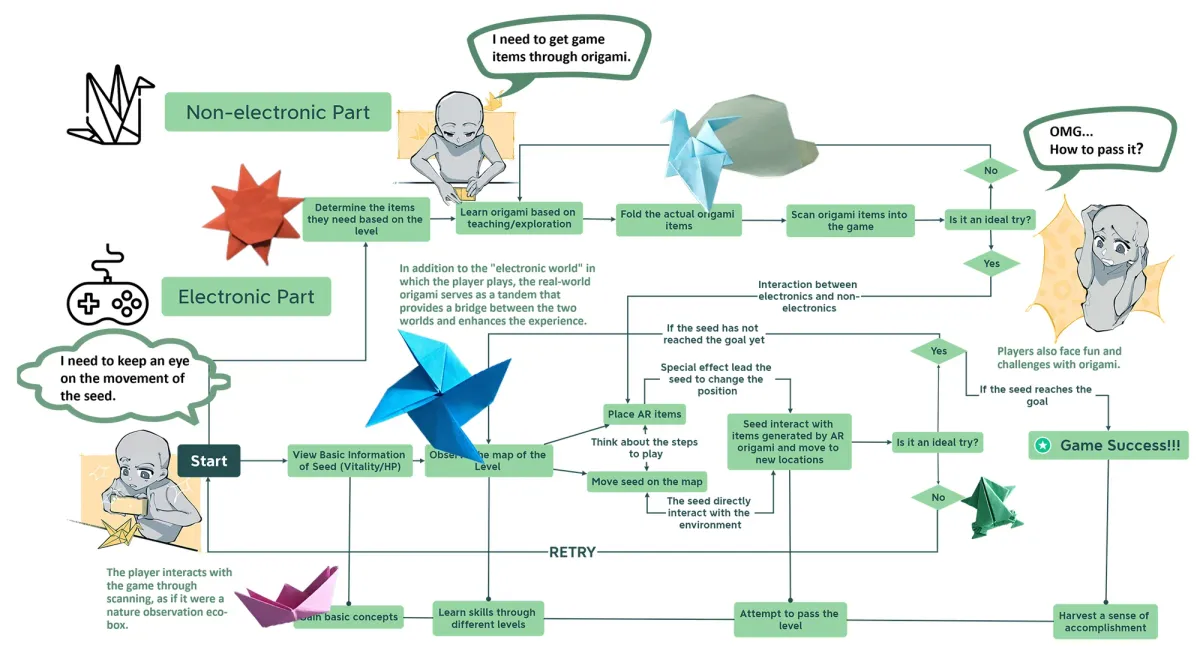 I need to get game
items through origami.
Non-electronic Part
OMG...
How to pass it?
No
Determine the items
they need based on the
level
Learn origami based on
teaching/exploration
Fold the actual origami
items
Scan origami items into
the game
Is it an ideal try?
Yes
In addition to the "electronic world" in
which the player plays, the real-world
origami serves as a tandem that
provides a bridge between the two
worlds and enhances the experience.
Electronic Part
Interaction between
electronics and non-
electronics
I need to keep an eye
on the movement of
the seed.
If the seed has not
reached the goal yet
Yes
Players also face fun and
challenges with origami.
Special effect lead the
seed to change the
position
If the seed reaches the
goal
Place AR items
Start
View Basic Information
of Seed (Vitality/HP)
Observe the map of the
Level
Think about the steps
to play
Move seed on the map
Seed interact with
items generated by AR
origami and move to
new locations
Is it an ideal try?
Game Success!!!
No
The seed directly
interact with the
environment
RETRY
The player interacts with
the game through
scanning, as if it were a
nature observation eco-
box.
Gain basic concepts
Learn skills through
different levels
Attempt to pass the
level
Harvest a sense of
accomplishment